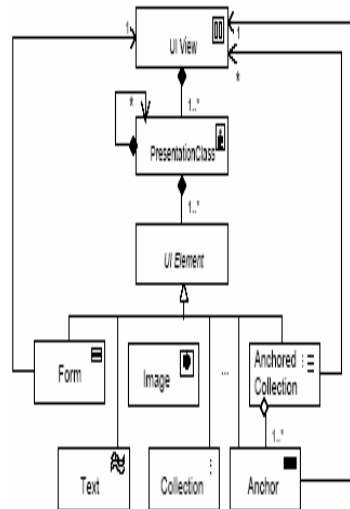 1
UI View
1
*
1..*
*
PresentationClass
1..*
UI Element
Form
Image
...
Anchored
Collection
1..*
Text
Collection
Anchor